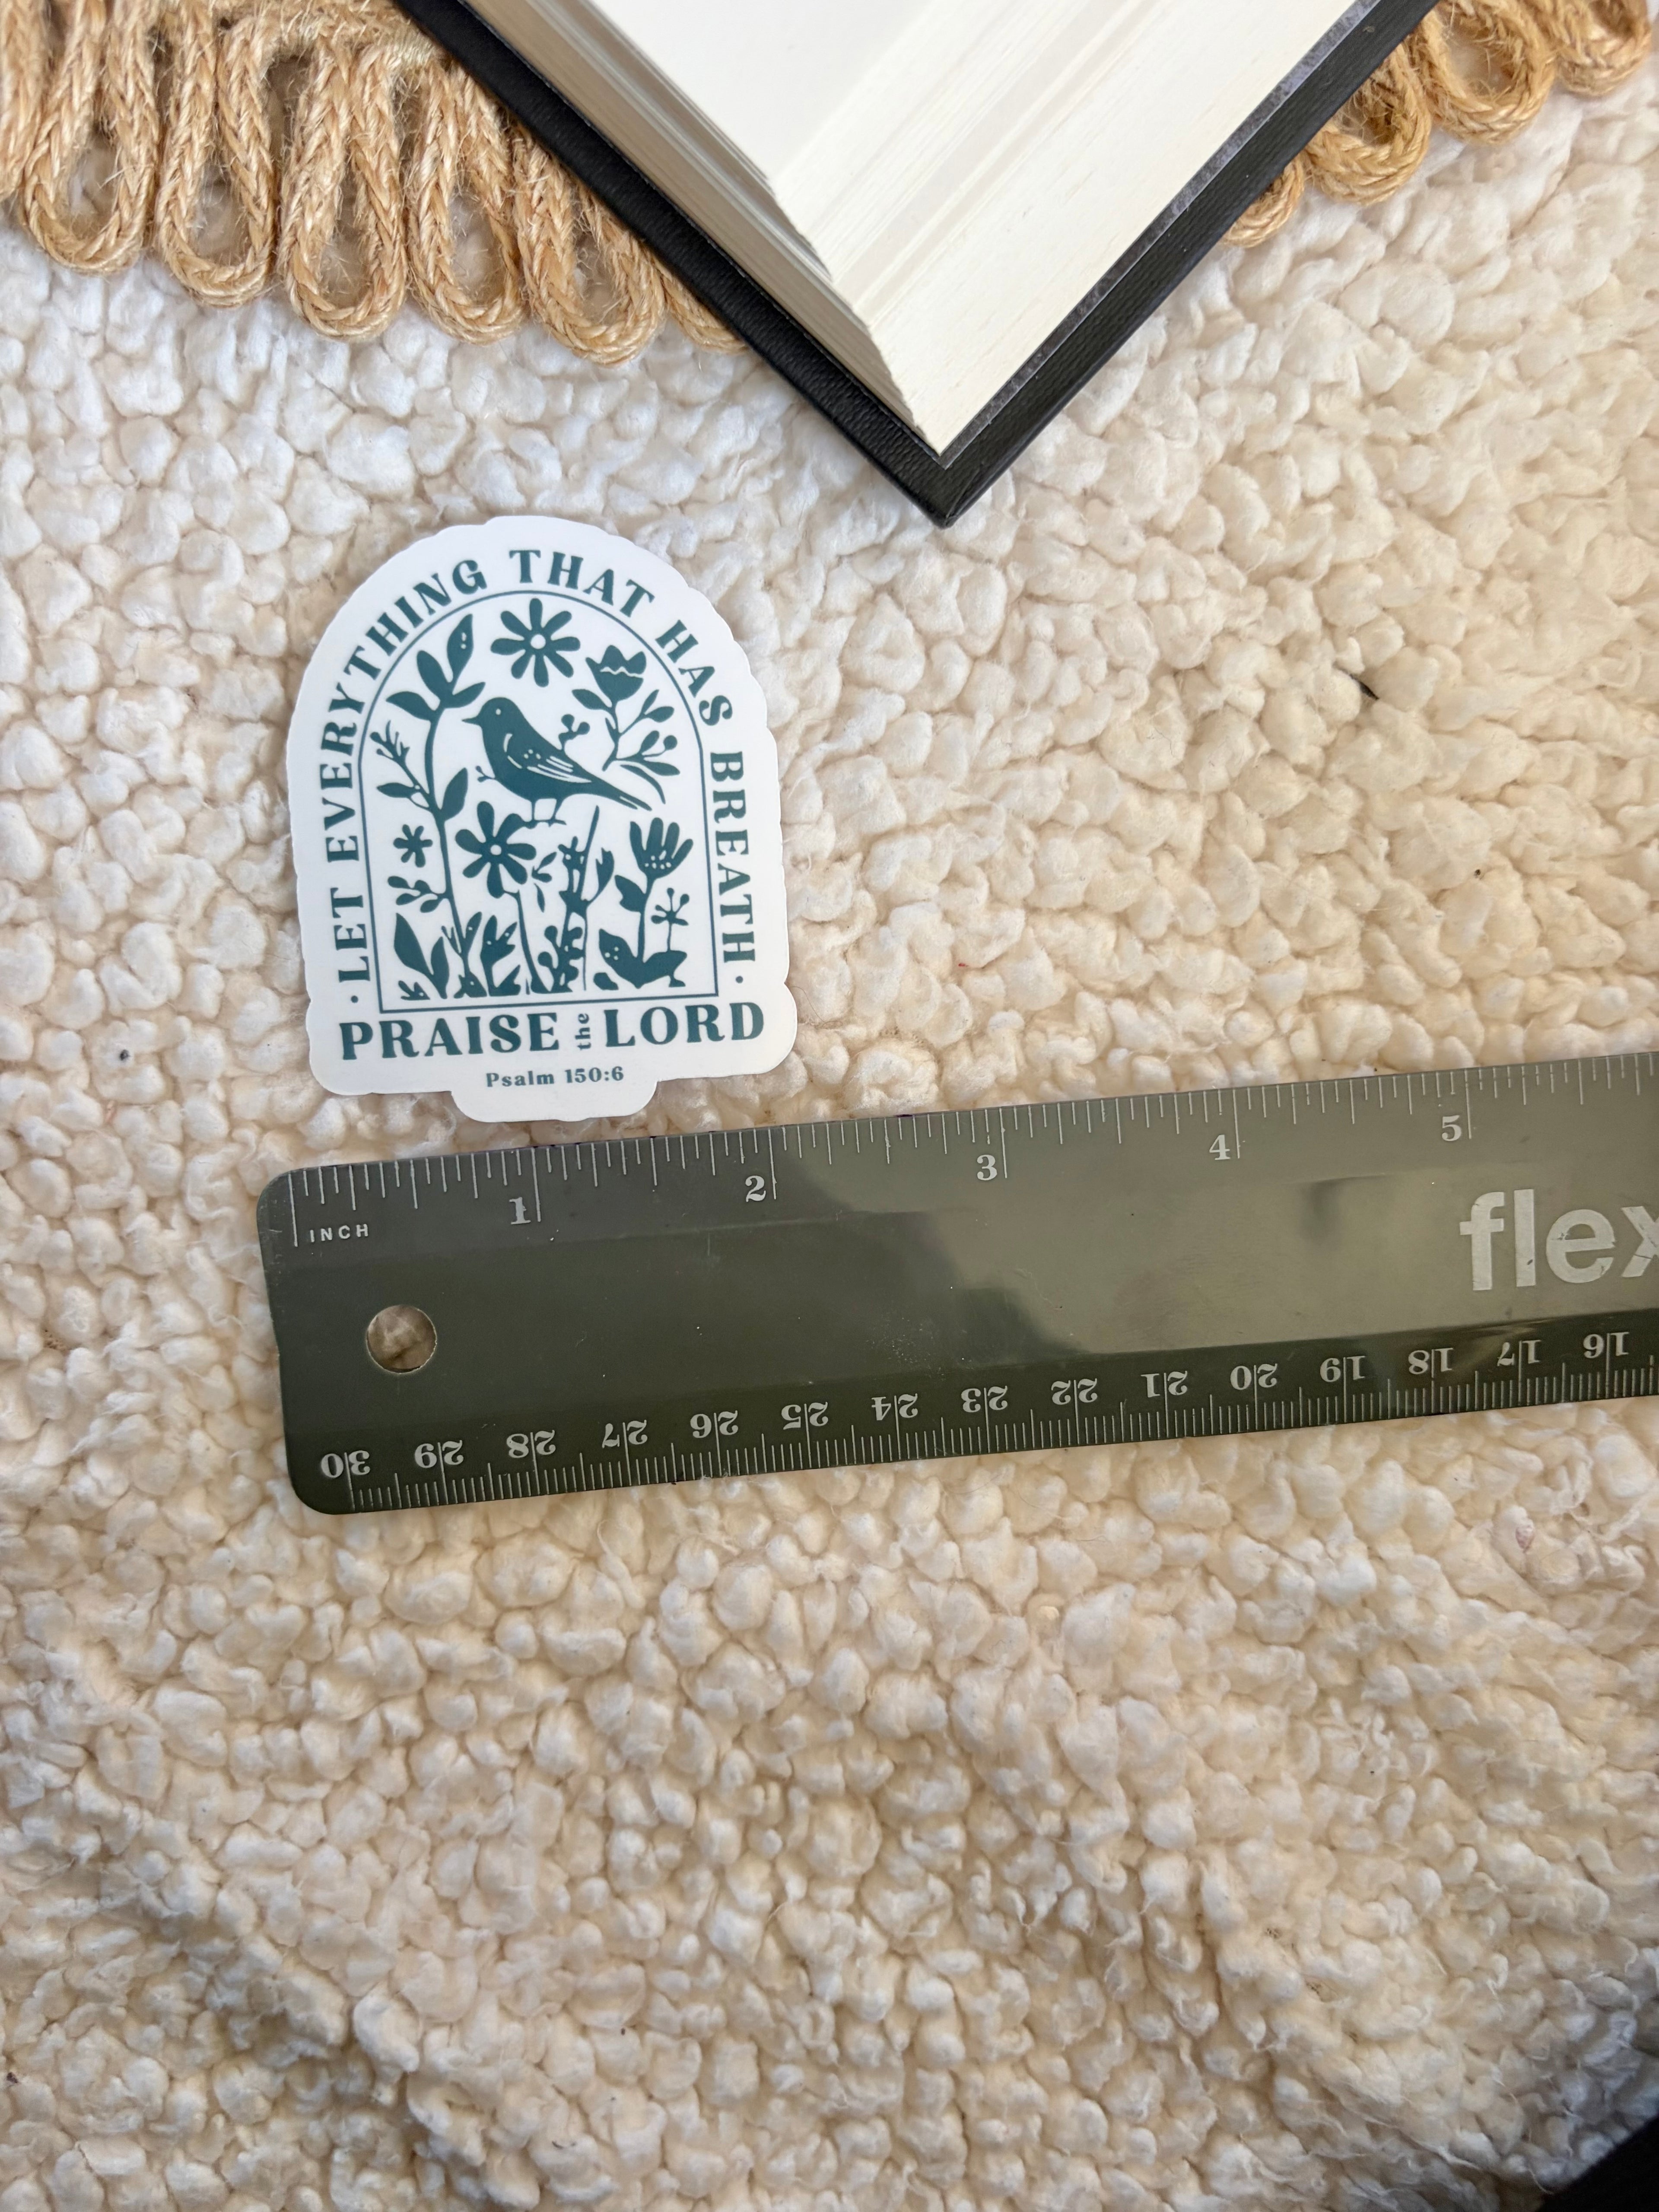 · LET EVERYTHING THAT HAS BREATH ·
PRAISE the LORD
Psalm 150:6
1 2 3 4 5
INCH
flex
30 29 28 27 26 25 24 23 22 21 20 19 18 17 16